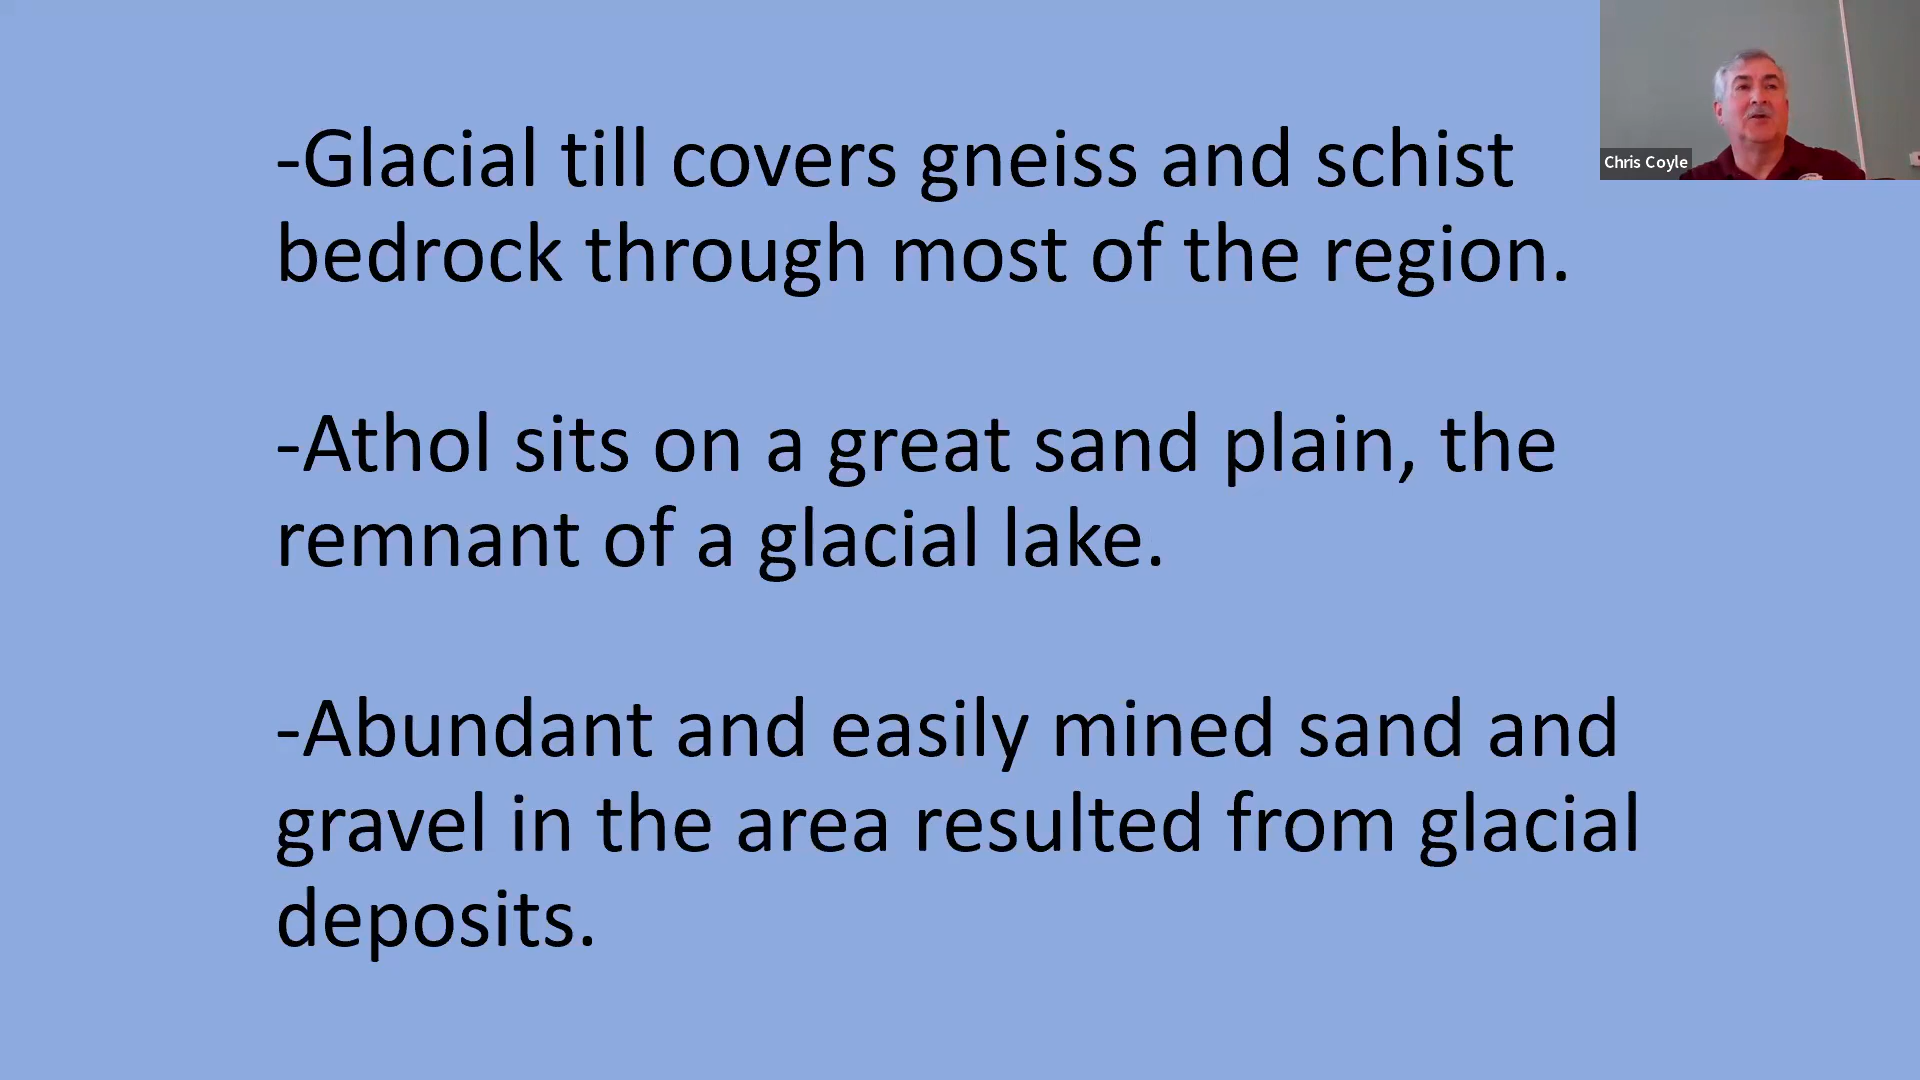 -Glacial till covers gneiss and schist
bedrock through most of the region.
-Athol sits on a great sand plain, the
remnant of a glacial lake.
-Abundant and easily mined sand and
gravel in the area resulted from glacial
deposits.
Chris Coyle